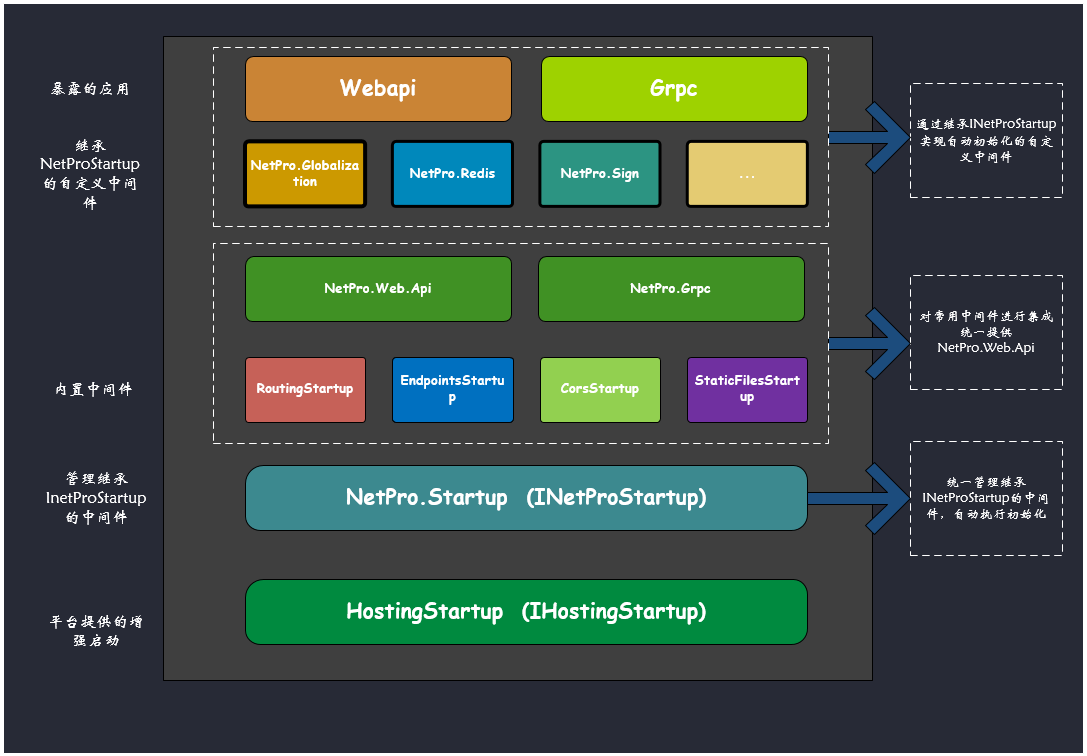 暴露的应用
Webapi
Grpc
继承
NetProStartup
的自定义中间
件
NetPro.Globaliza
tion
NetPro.Redis
NetPro.Sign
...
通过继承INetProStartup
实现自动初始化的自定
义中间件
NetPro.Web.Api
NetPro.Grpc
对常用中间件进行集成
统一提供
NetPro.Web.Api
内置中间件
RoutingStartup
EndpointsStartu
p
CorsStartup
StaticFilesStart
up
管理继承
InetProStartup
的中间件
NetPro.Startup (INetProStartup)
统一管理继承
INetProStartup的中间
件，自动执行初始化
平台提供的增
强启动
HostingStartup (IHostingStartup)